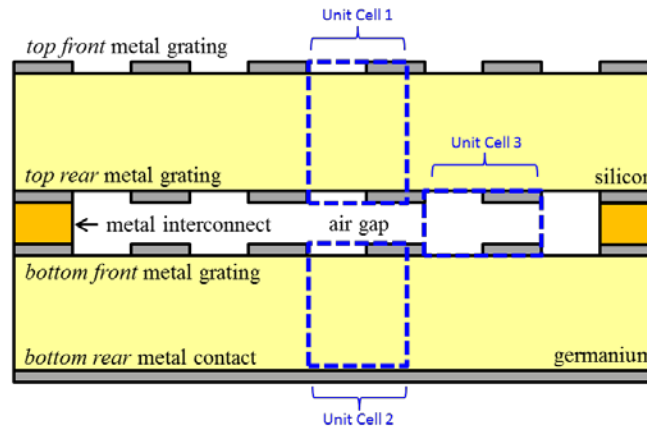 Unit Cell 1
top front metal grating
Unit Cell 3
top rear metal grating
silicon
metal interconnect
air gap
bottom front metal grating
bottom rear metal contact
germanium
Unit Cell 2